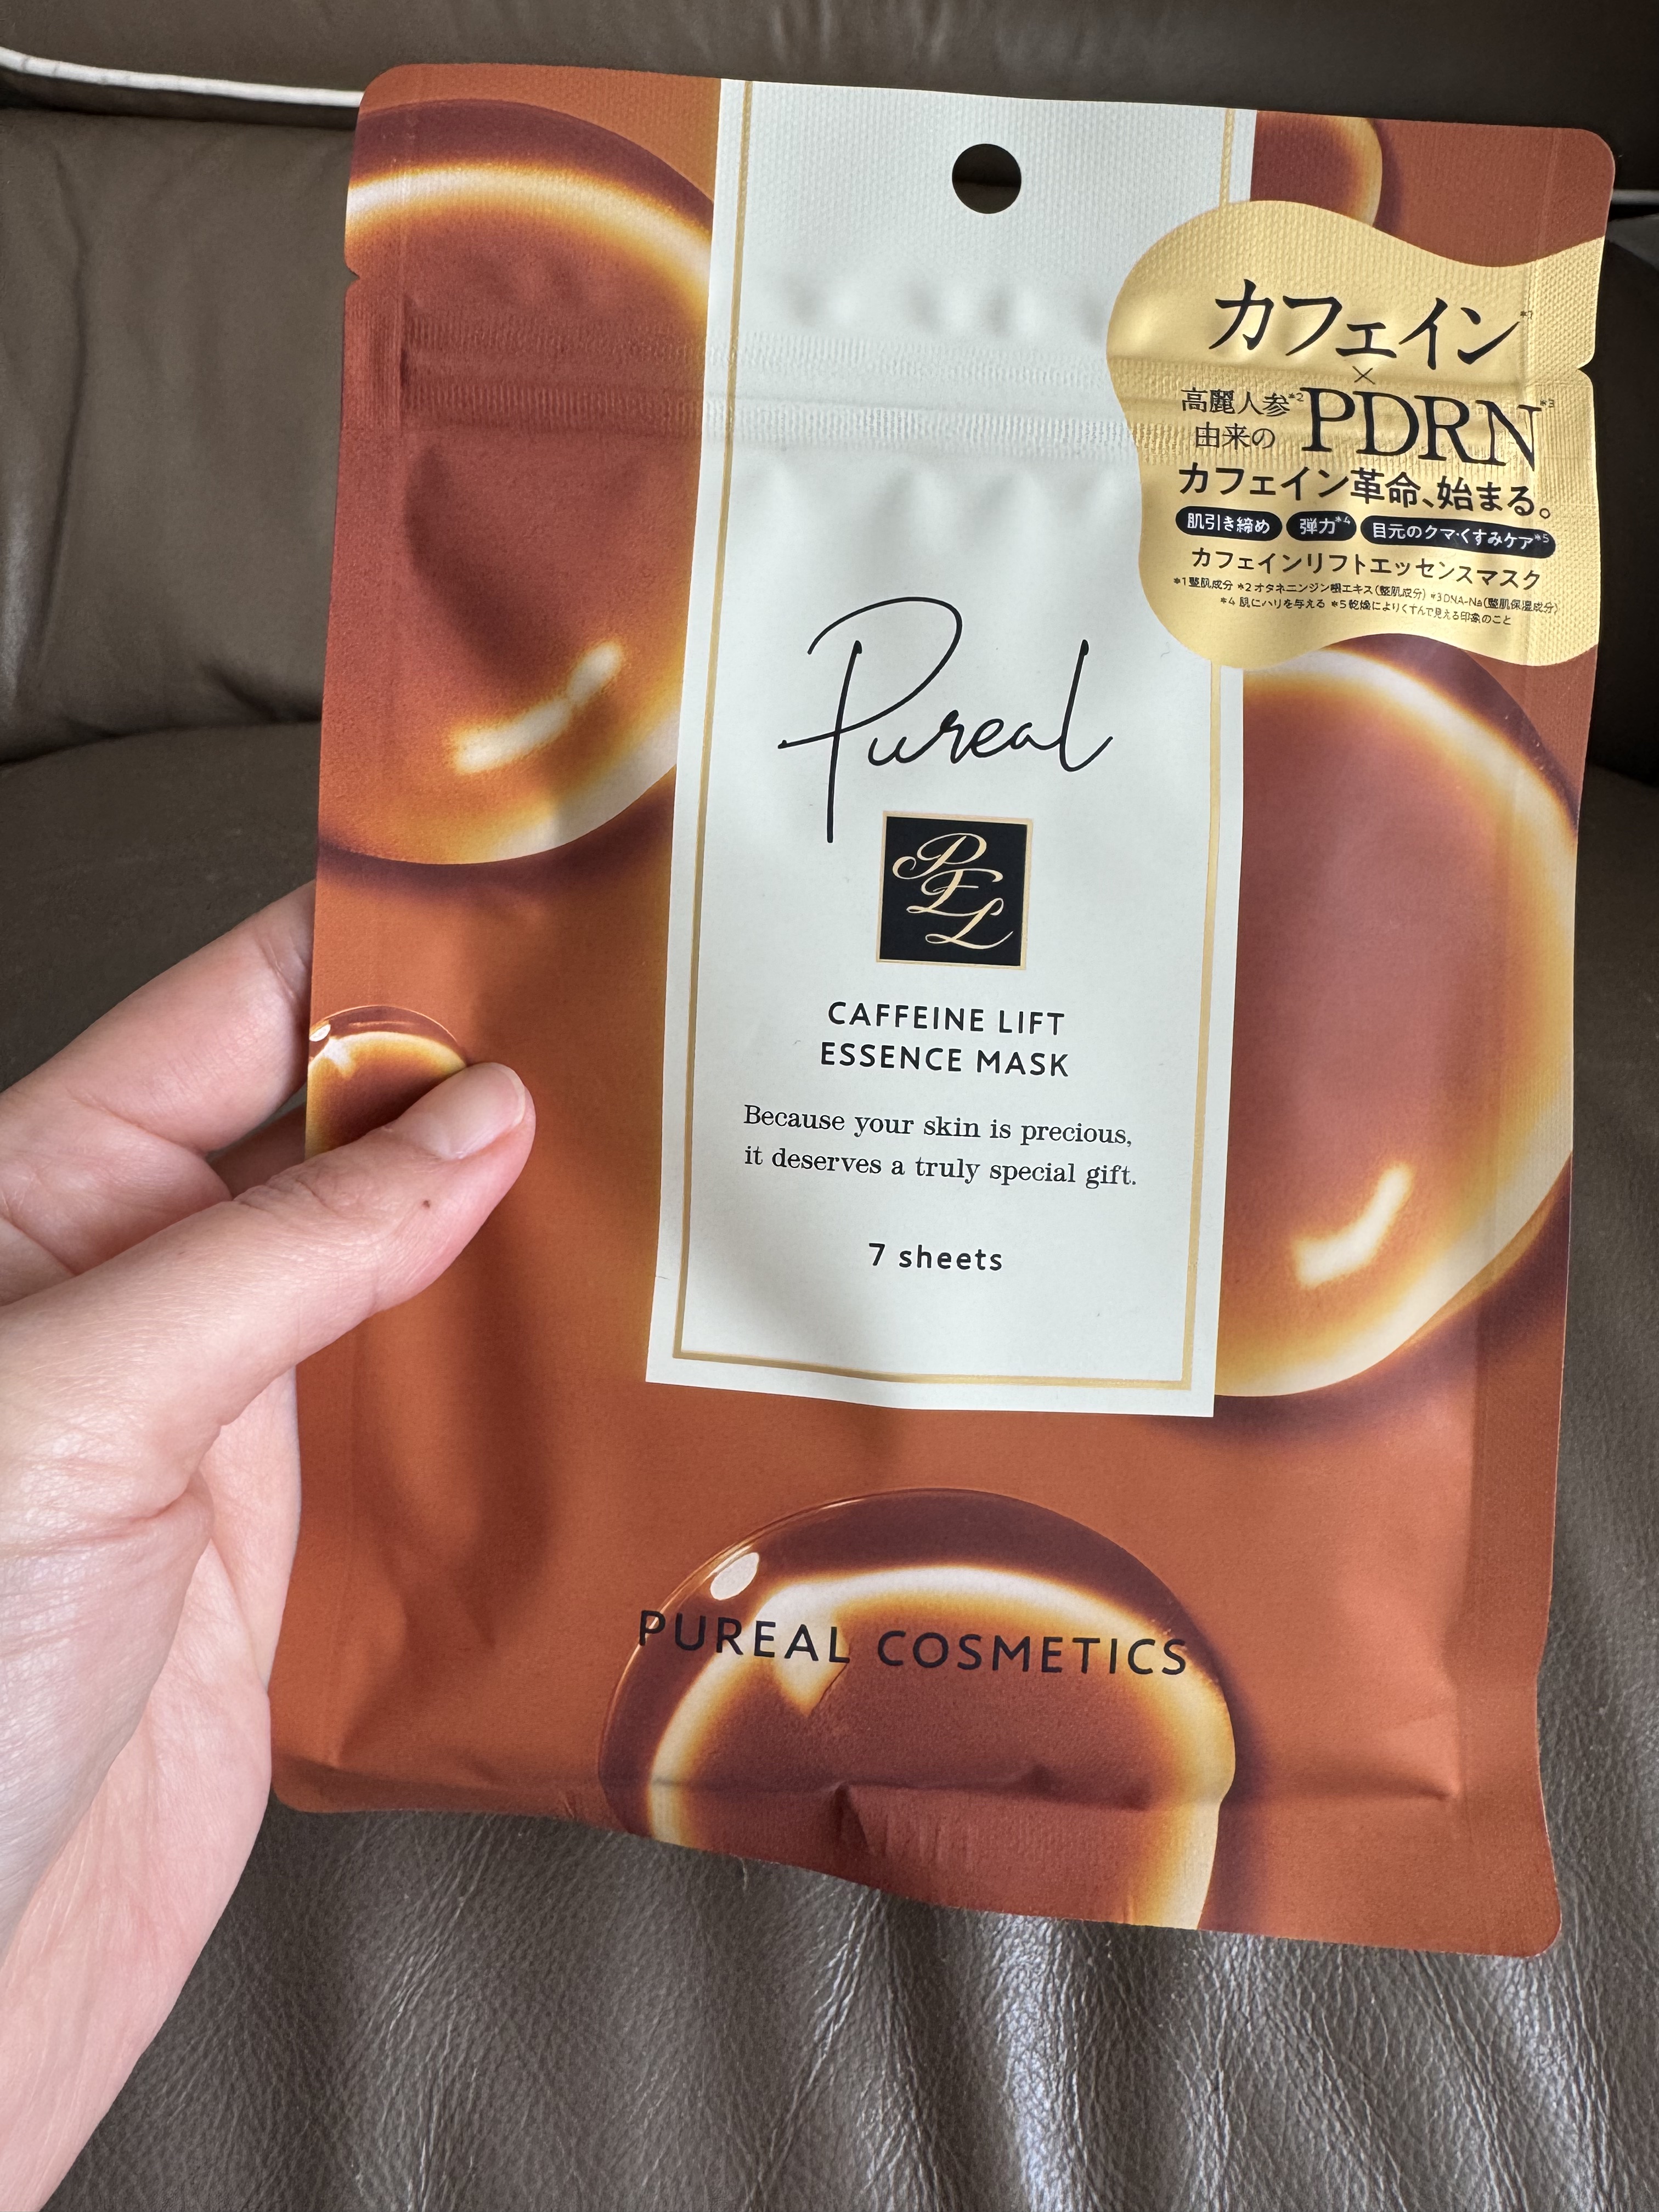 カフェイン*1
×
高麗人参*2
由来の
PDRN*3
カフェイン革命、始まる。
肌引き締め 弾力*4 目元のクマ・くすみケア*5
カフェインリフトエッセンスマスク
*1 整肌成分 *2 オタネニンジン根エキス(整肌成分) *3 DNA-Na(整肌保湿成分)
*4 肌にハリを与える *5 乾燥によりくすんで見える印象のこと
Pureal
PEL
CAFFEINE LIFT
ESSENCE MASK
Because your skin is precious,
it deserves a truly special gift.
7 sheets
PUREAL COSMETICS